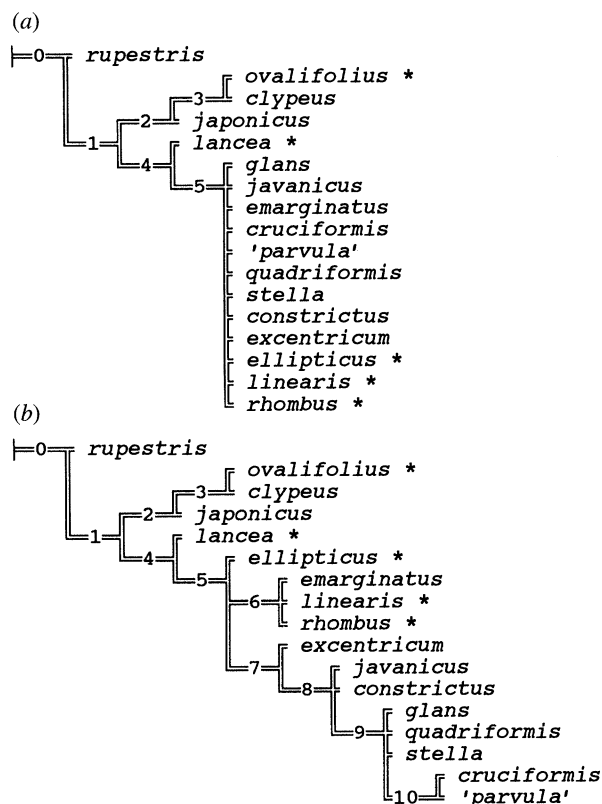 (a)
0 rupestris
ovalifolius *
3 clypeus
2 japonicus
1 lancea *
4 glans
5 javanicus
emarginatus
cruciformis
'parvula'
quadriformis
stella
constrictus
excentricum
ellipticus *
linearis *
rhombus *
(b)
0 rupestris
ovalifolius *
3 clypeus
2 japonicus
1 lancea *
4 ellipticus *
5 emarginatus
6 linearis *
rhombus *
excentricum
7 javanicus
8 constrictus
glans
9 quadriformis
stella
cruciformis
10 'parvula'